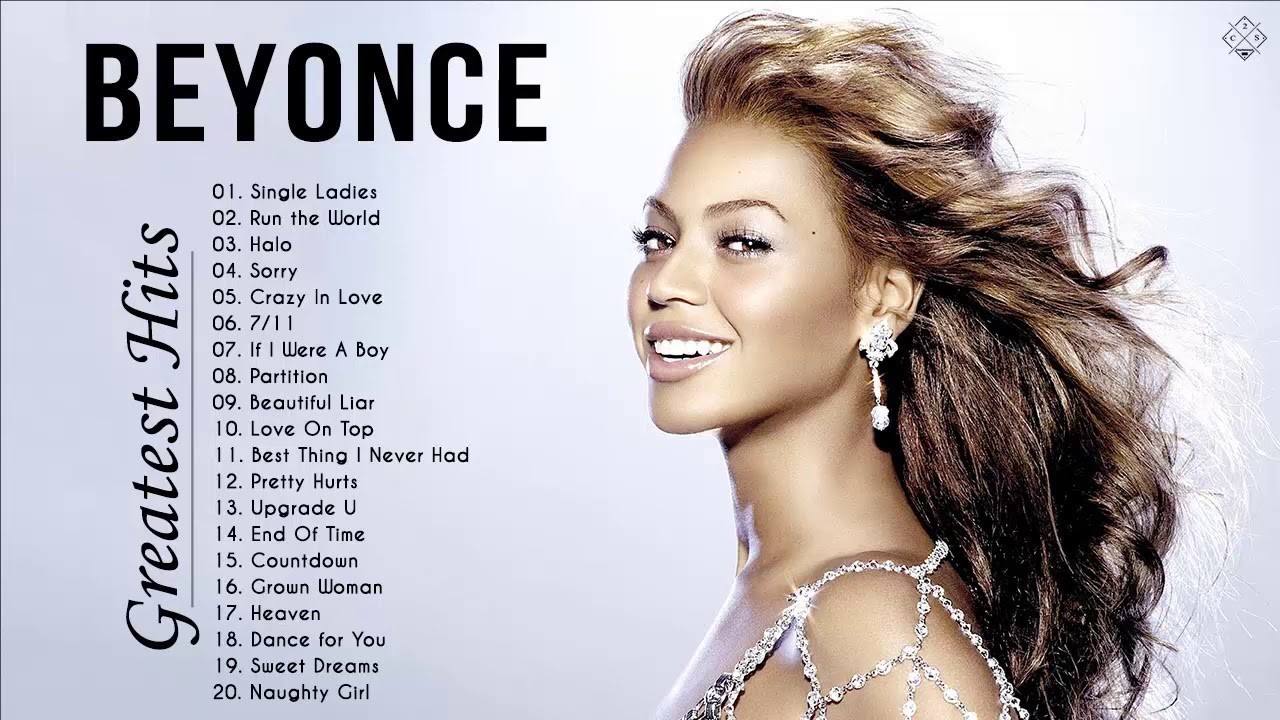 BEYONCE
Greatest Hits
01. Single Ladies
02. Run the World
03. Halo
04. Sorry
05. Crazy In Love
06. 7/11
07. If I Were A Boy
08. Partition
09. Beautiful Liar
10. Love On Top
11. Best Thing I Never Had
12. Pretty Hurts
13. Upgrade U
14. End Of Time
15. Countdown
16. Grown Woman
17. Heaven
18. Dance for You
19. Sweet Dreams
20. Naughty Girl
2
C S